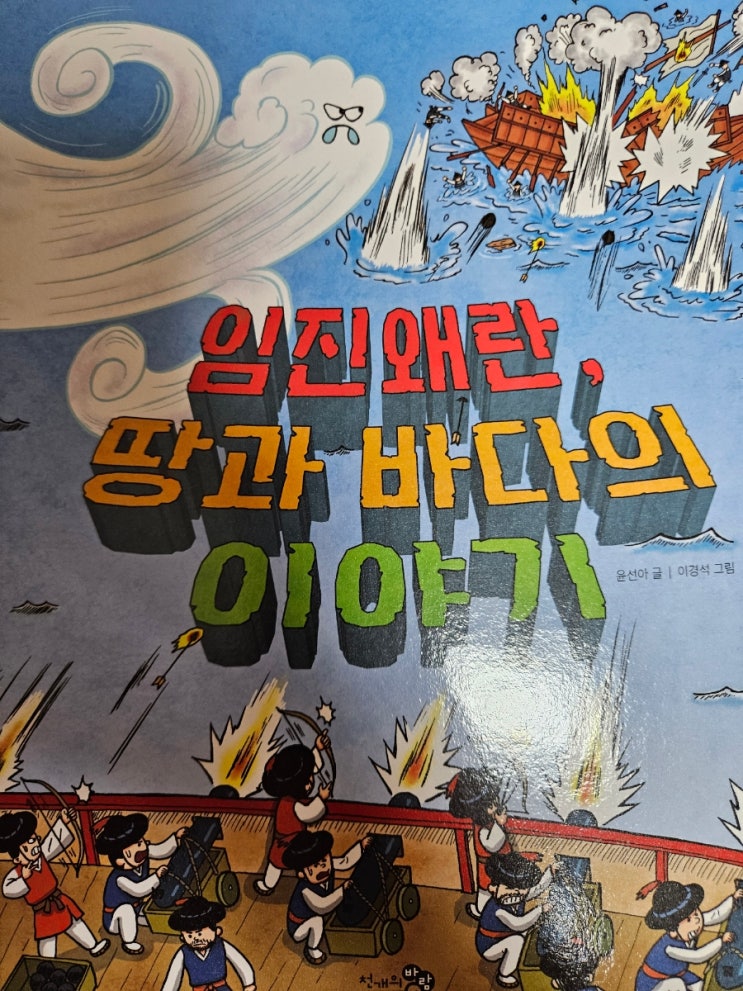 임진왜란,
땅과 바다의
이야기
윤선아 글 | 이경석 그림
천개의바람